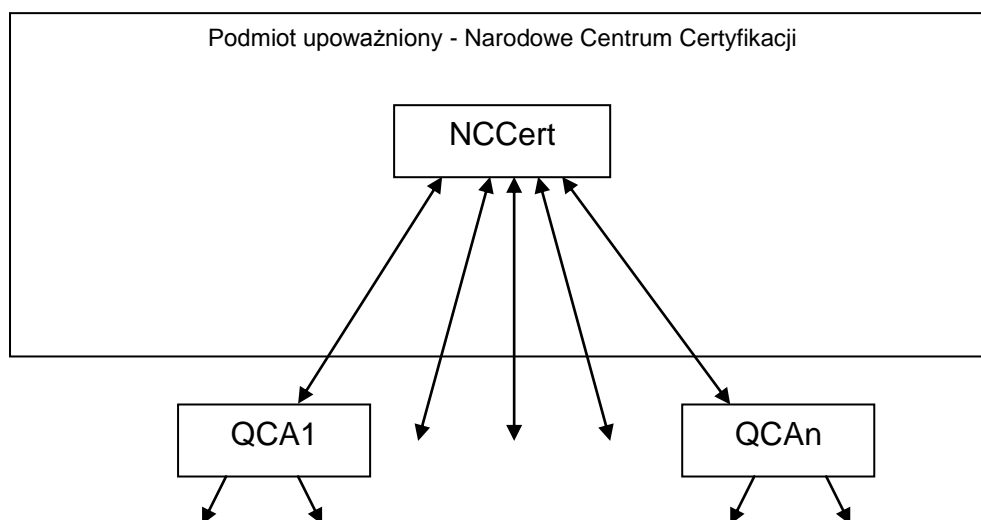 Podmiot upoważniony - Narodowe Centrum Certyfikacji
NCCert
QCA1
QCAn